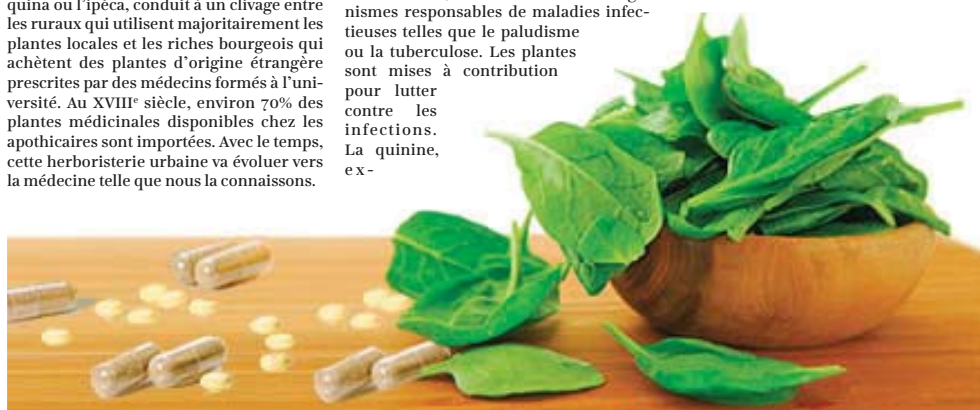 quina ou l'ipéca, conduit à un clivage entre
les ruraux qui utilisent majoritairement les
plantes locales et les riches bourgeois qui
achètent des plantes d'origine étrangère
prescrites par des médecins formés à l'uni-
versité. Au XVIIIe siècle, environ 70% des
plantes médicinales disponibles chez les
apothicaires sont importées. Avec le temps,
cette herboristerie urbaine va évoluer vers
la médecine telle que nous la connaissons.
nismes responsables de maladies infec-
tieuses telles que le paludisme
ou la tuberculose. Les plantes
sont mises à contribution
pour lutter
contre les
infections.
La quinine,
ex-